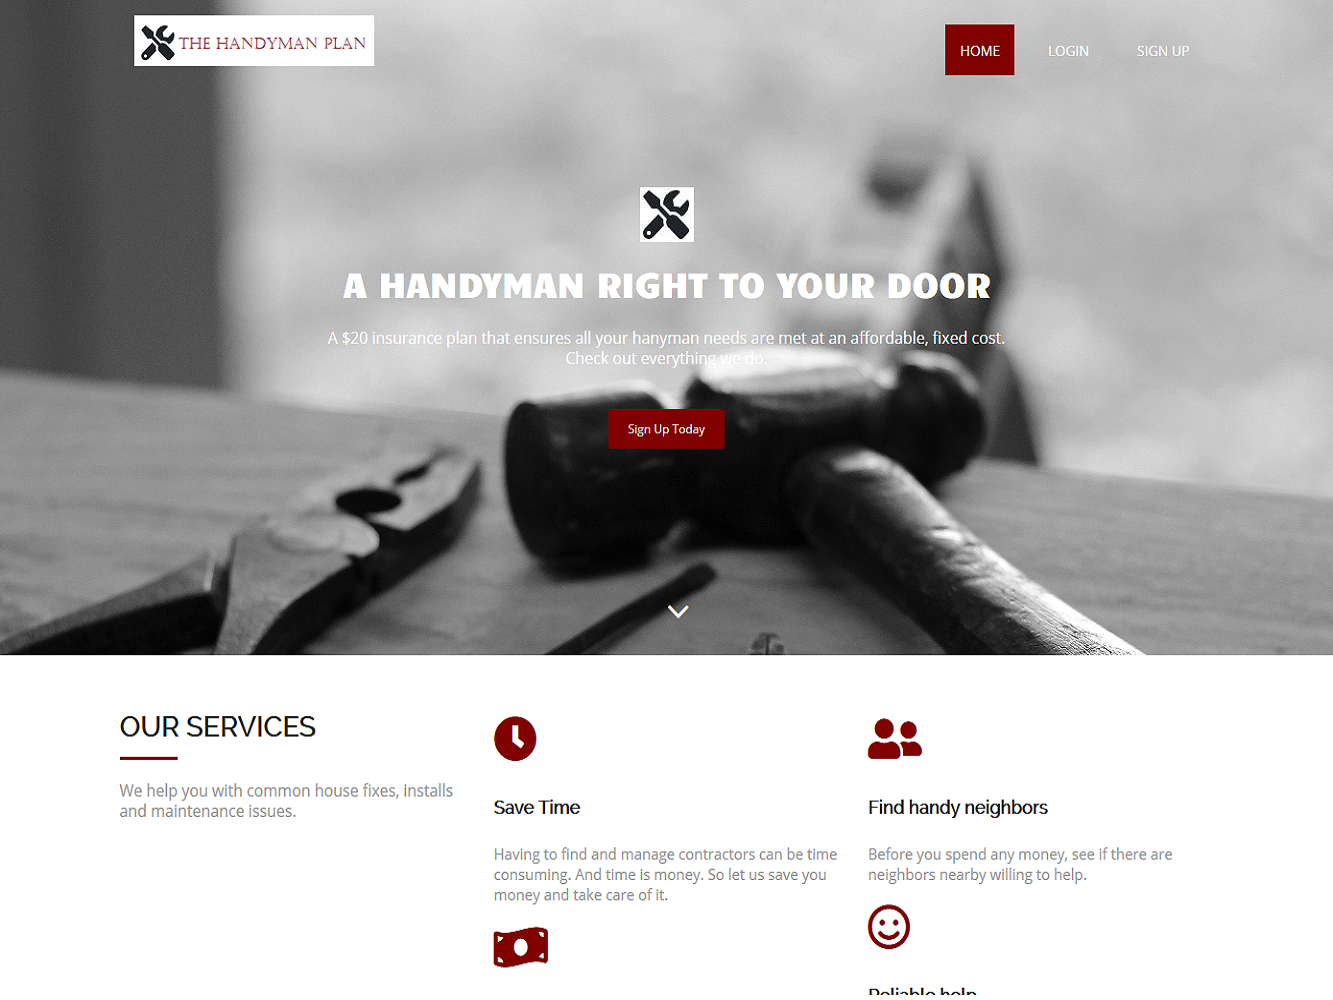 THE HANDYMAN PLAN
HOME
LOGIN
SIGN UP
A HANDYMAN RIGHT TO YOUR DOOR
A $20 insurance plan that ensures all your hanyman needs are met at an affordable, fixed cost.
Check out everything we do.
Sign Up Today
OUR SERVICES
We help you with common house fixes, installs
and maintenance issues.
Save Time
Having to find and manage contractors can be time
consuming. And time is money. So let us save you
money and take care of it.
Find handy neighbors
Before you spend any money, see if there are
neighbors nearby willing to help.
Reliable help